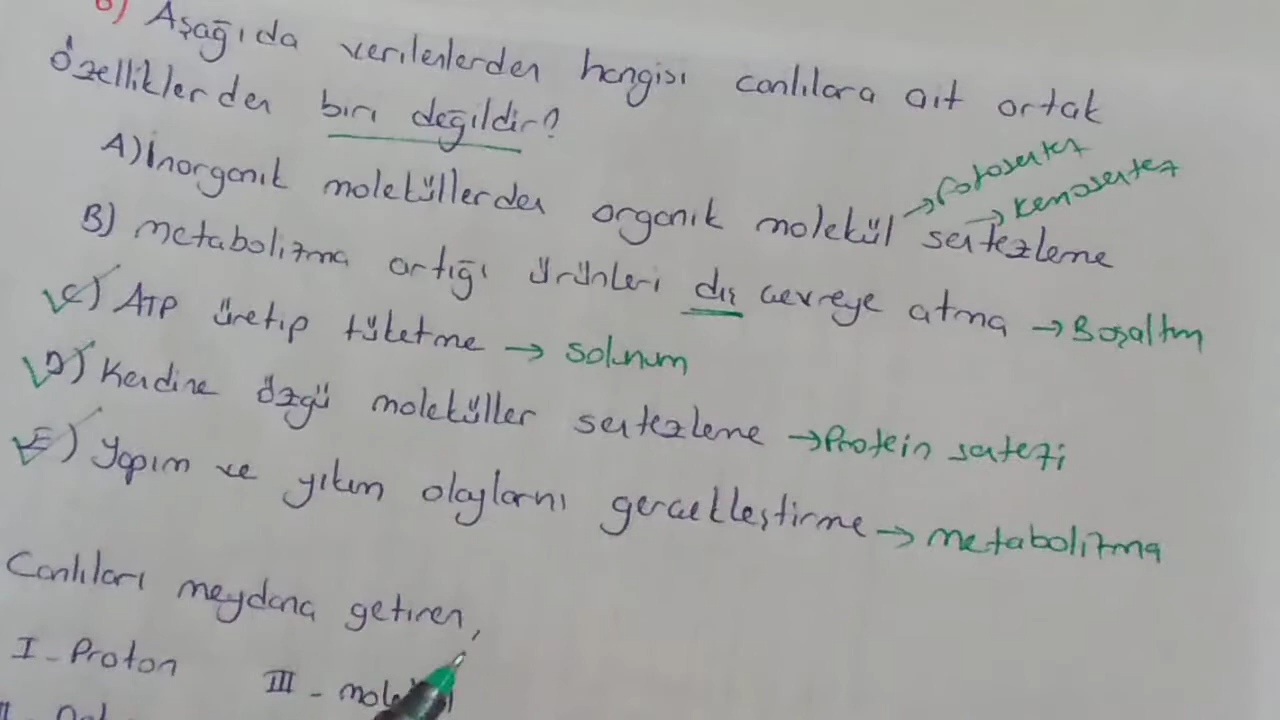 6) Aşağıda verilenlerden hangisi canlılara ait ortak
özelliklerden biri değildir?
A) İnorganik moleküllerden organik molekül sentezleme → fotosentez → kemosentez
B) metabolizma artığı ürünleri dış çevreye atma → Boşaltım
C) ATP üretip tüketme → solunum
D) Kendine özgü moleküller sentezleme → Protein sentezi
E) Yapım ve yıkım olaylarını gerçekleştirme → metabolizma
Canlıları meydana getiren,
I - Proton III -